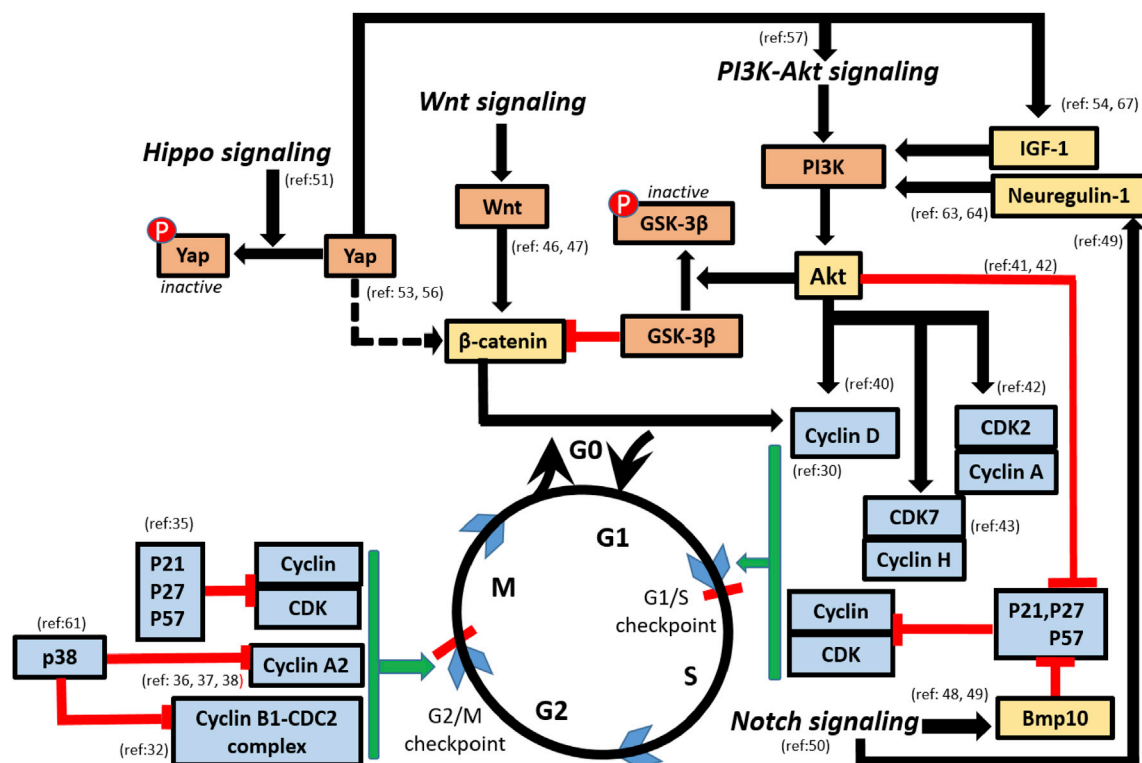 (ref:57)
PI3K-Akt signaling
Wnt signaling
(ref: 54, 67)
IGF-1
Hippo signaling
(ref:51)
PI3K
Neuregulin-1
inactive
P
GSK-3β
Wnt
(ref: 63, 64)
(ref:49)
P
Yap
inactive
Yap
(ref: 46, 47)
Akt
(ref:41, 42)
(ref: 53, 56)
β-catenin
GSK-3β
(ref:40)
(ref:42)
Cyclin D
(ref:30)
CDK2
Cyclin A
G0
CDK7
Cyclin H
(ref:43)
G1
(ref:35)
P21
P27
P57
Cyclin
CDK
M
G1/S
checkpoint
Cyclin
CDK
P21,P27
P57
(ref:61)
p38
Cyclin A2
(ref: 36, 37, 38)
S
G2
G2/M
checkpoint
Cyclin B1-CDC2
complex
(ref:32)
(ref: 48, 49)
Notch signaling
(ref:50)
Bmp10